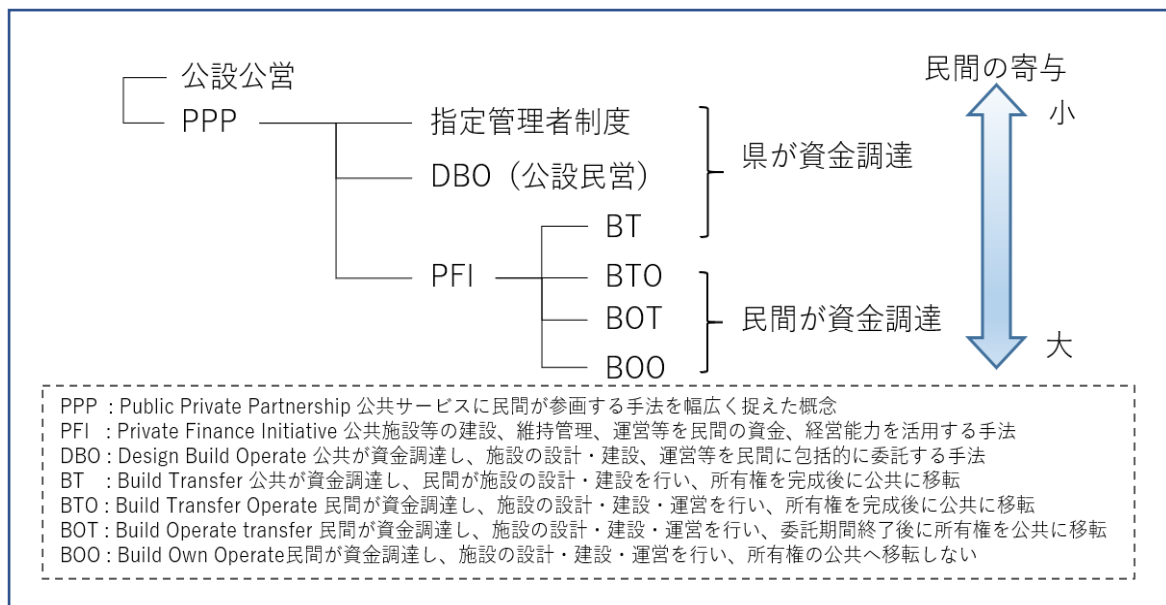 公設公営
PPP
指定管理者制度
DBO（公設民営）
BT
PFI
BTO
BOT
BOO
県が資金調達
民間が資金調達
民間の寄与
小
大
PPP : Public Private Partnership 公共サービスに民間が参画する手法を幅広く捉えた概念
PFI : Private Finance Initiative 公共施設等の建設、維持管理、運営等を民間の資金、経営能力を活用する手法
DBO : Design Build Operate 公共が資金調達し、施設の設計・建設、運営等を民間に包括的に委託する手法
BT : Build Transfer 公共が資金調達し、民間が施設の設計・建設を行い、所有権を完成後に公共に移転
BTO : Build Transfer Operate 民間が資金調達し、施設の設計・建設・運営を行い、所有権を完成後に公共に移転
BOT : Build Operate transfer 民間が資金調達し、施設の設計・建設・運営を行い、委託期間終了後に所有権を公共に移転
BOO : Build Own Operate民間が資金調達し、施設の設計・建設・運営を行い、所有権の公共へ移転しない